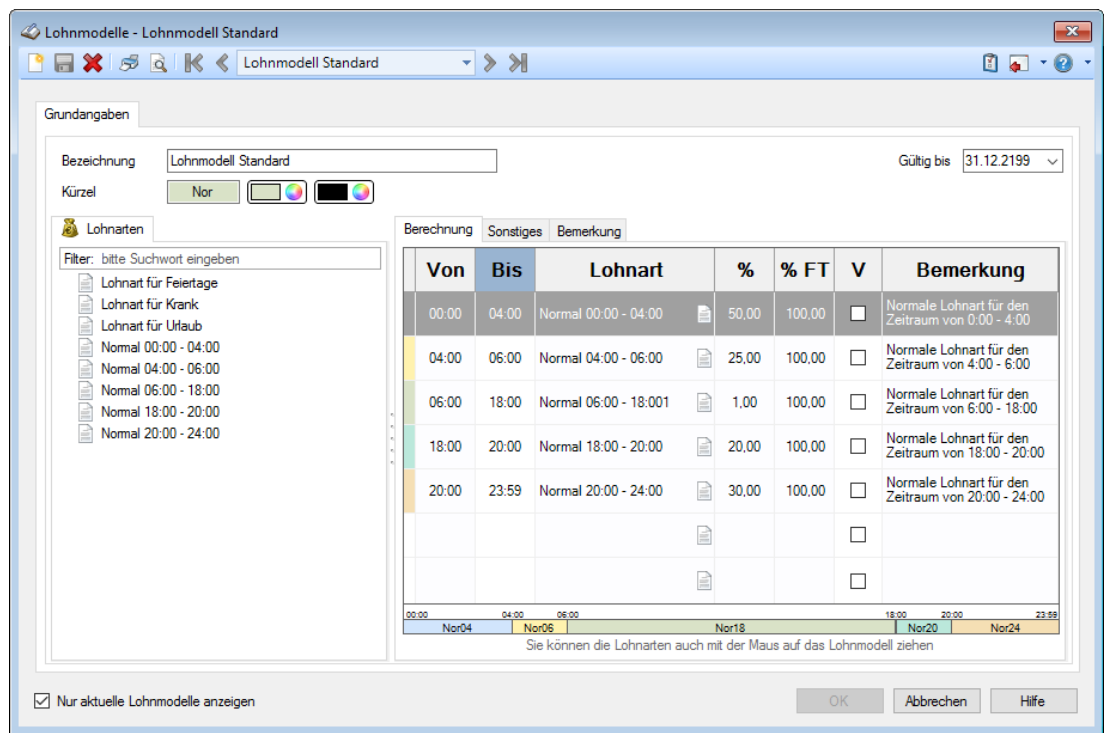 Lohnmodelle - Lohnmodell Standard
Lohnmodell Standard
Grundangaben
Bezeichnung Lohnmodell Standard Gültig bis 31.12.2199
Kürzel Nor
Lohnarten
Filter: bitte Suchwort eingeben
Lohnart für Feiertage
Lohnart für Krank
Lohnart für Urlaub
Normal 00:00 - 04:00
Normal 04:00 - 06:00
Normal 06:00 - 18:00
Normal 18:00 - 20:00
Normal 20:00 - 24:00
Berechnung Sonstiges Bemerkung
Von Bis Lohnart % % FT V Bemerkung
00:00 04:00 Normal 00:00 - 04:00 50,00 100,00 Normale Lohnart für den
Zeitraum von 0:00 - 4:00
04:00 06:00 Normal 04:00 - 06:00 25,00 100,00 Normale Lohnart für den
Zeitraum von 4:00 - 6:00
06:00 18:00 Normal 06:00 - 18:001 1,00 100,00 Normale Lohnart für den
Zeitraum von 6:00 - 18:00
18:00 20:00 Normal 18:00 - 20:00 20,00 100,00 Normale Lohnart für den
Zeitraum von 18:00 - 20:00
20:00 23:59 Normal 20:00 - 24:00 30,00 100,00 Normale Lohnart für den
Zeitraum von 20:00 - 24:00
00:00 04:00 06:00 18:00 20:00 23:59
Nor04 Nor06 Nor18 Nor20 Nor24
Sie können die Lohnarten auch mit der Maus auf das Lohnmodell ziehen
Nur aktuelle Lohnmodelle anzeigen
OK Abbrechen Hilfe